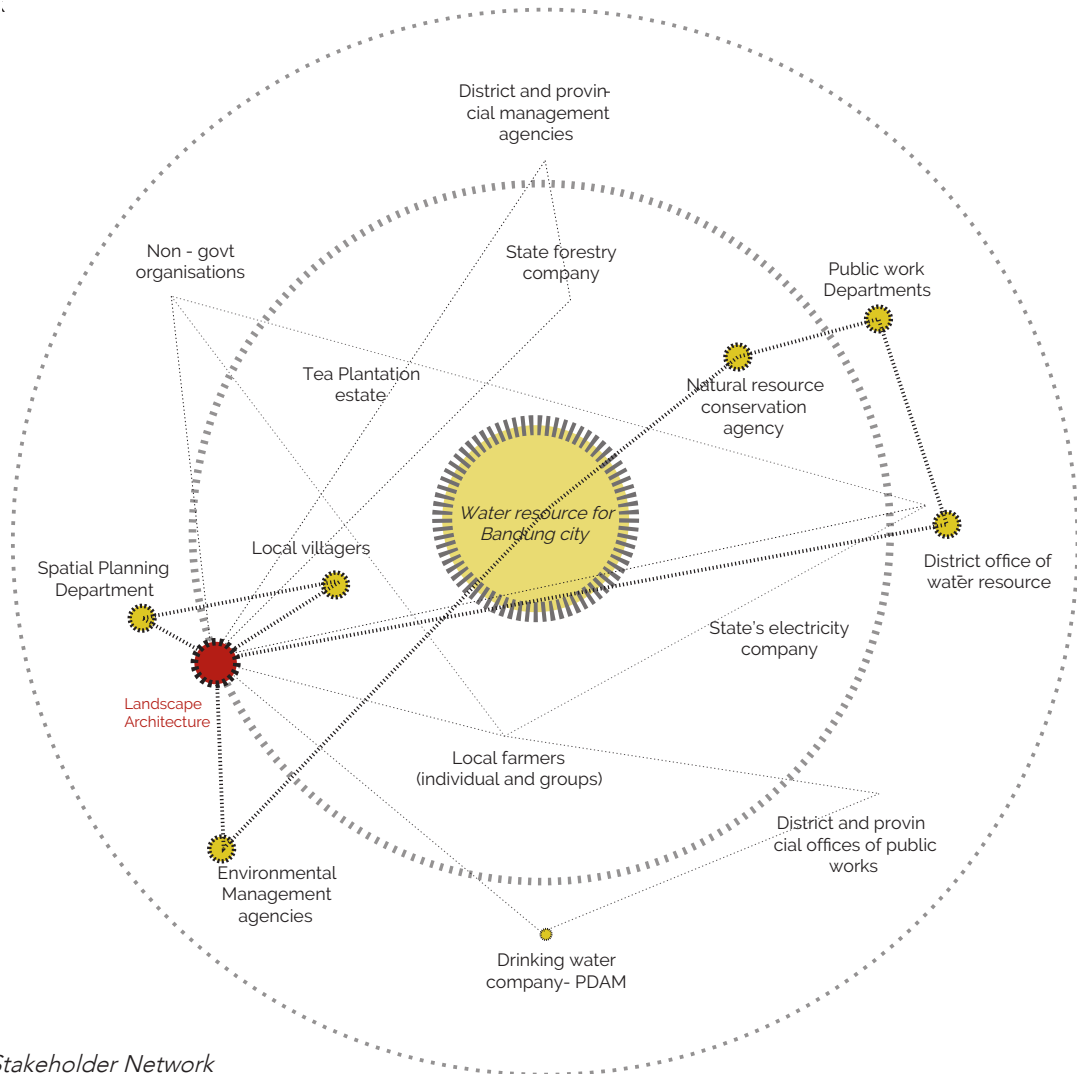 District and provin-
cial management
agencies
Non - govt
organisations
State forestry
company
Public work
Departments
Tea Plantation
estate
Natural resource
conservation
agency
Water resource for
Bandung city
Local villagers
Spatial Planning
Department
District office of
water resource
State's electricity
company
Landscape
Architecture
Local farmers
(individual and groups)
District and provin
cial offices of public
works
Environmental
Management
agencies
Drinking water
company- PDAM
Stakeholder Network